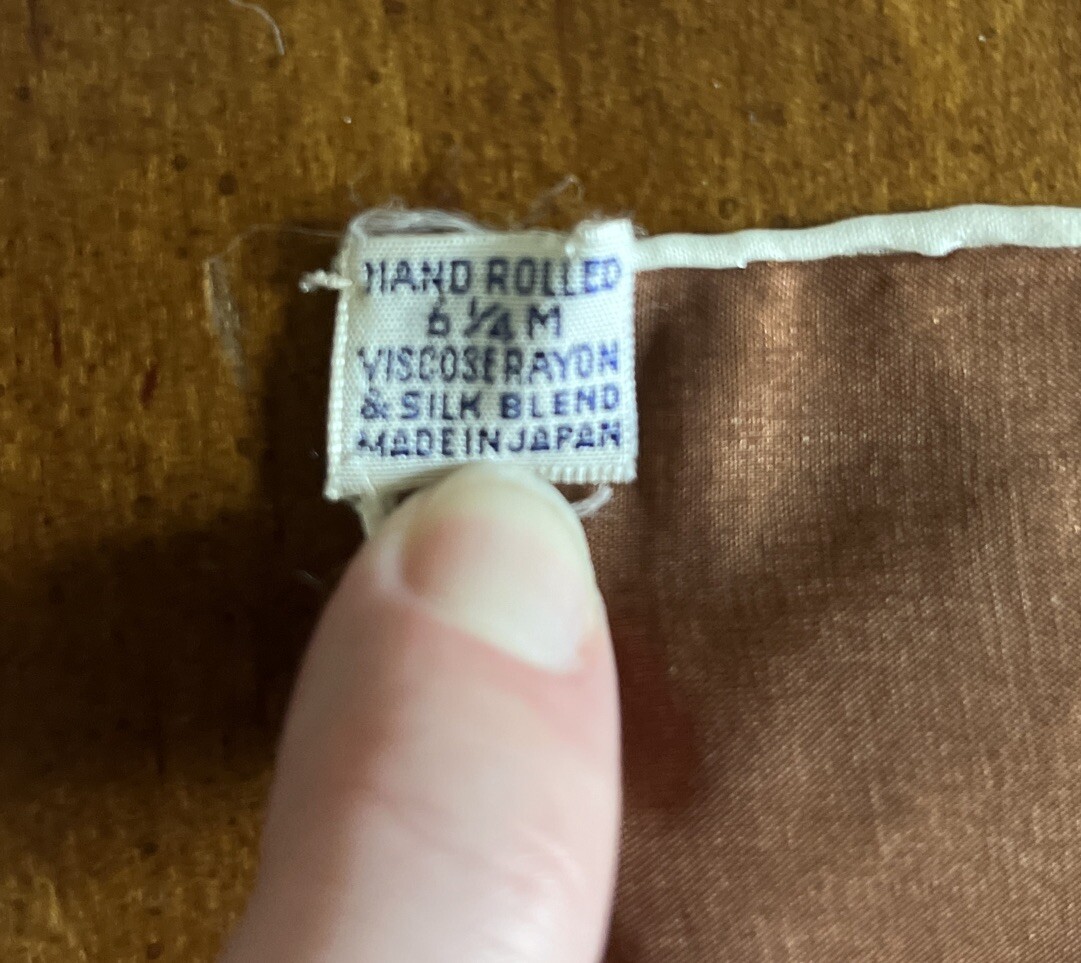 HAND ROLLED
6 1/4 M
VISCOSE RAYON
& SILK BLEND
MADE IN JAPAN